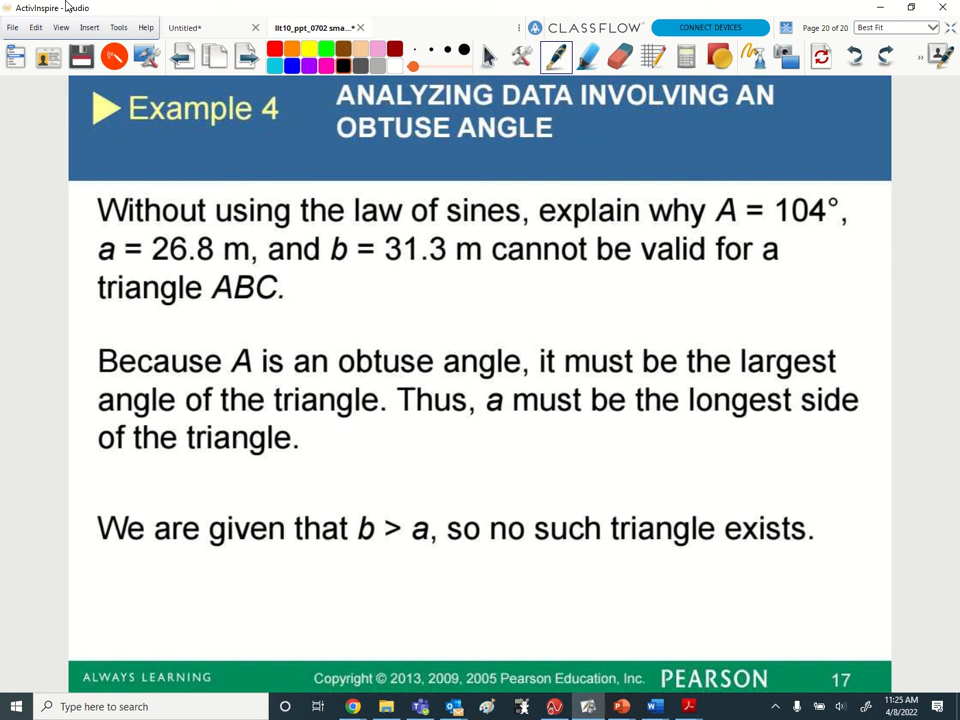 ActivInspire - Studio
File Edit View Insert Tools Help Untitled* llt10_ppt_0702 sma...* CLASSFLOW CONNECT DEVICES Page 20 of 20 Best Fit
Example 4
ANALYZING DATA INVOLVING AN
OBTUSE ANGLE
Without using the law of sines, explain why A = 104°,
a = 26.8 m, and b = 31.3 m cannot be valid for a
triangle ABC.
Because A is an obtuse angle, it must be the largest
angle of the triangle. Thus, a must be the longest side
of the triangle.
We are given that b > a, so no such triangle exists.
ALWAYS LEARNING Copyright © 2013, 2009, 2005 Pearson Education, Inc. PEARSON 17
Type here to search
11:25 AM
4/8/2022